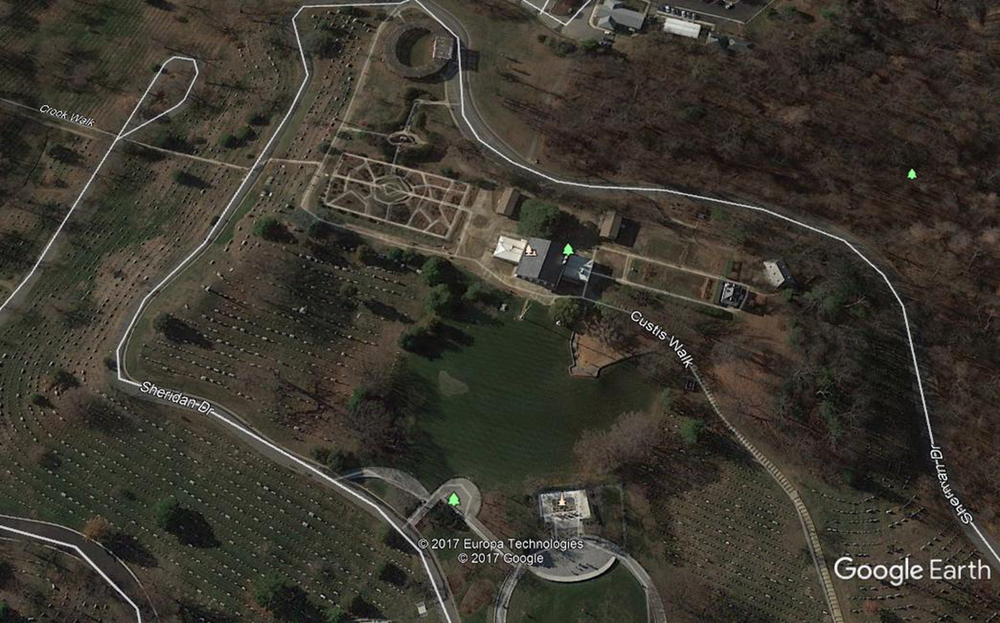 Crook Walk
Custis Walk
Sheridan Dr
Sherman Dr
© 2017 Europa Technologies
© 2017 Google
Google Earth